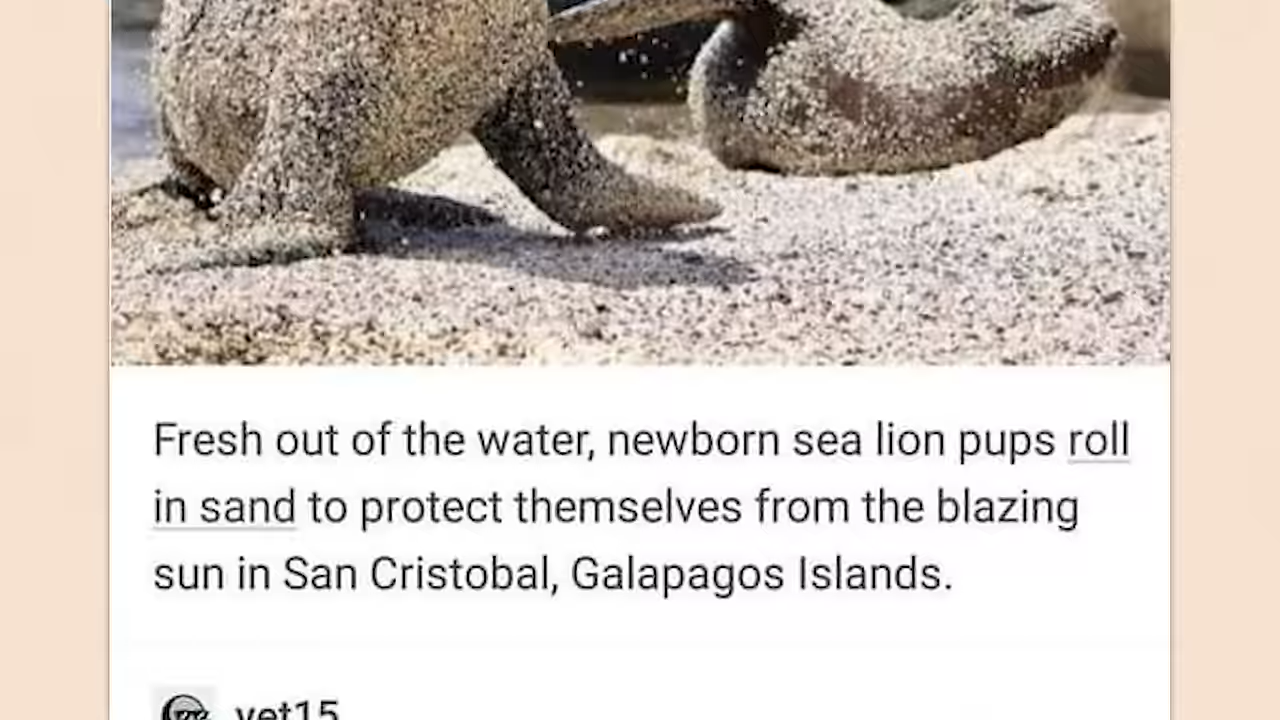 Fresh out of the water, newborn sea lion pups roll
in sand to protect themselves from the blazing
sun in San Cristobal, Galapagos Islands.
vet15